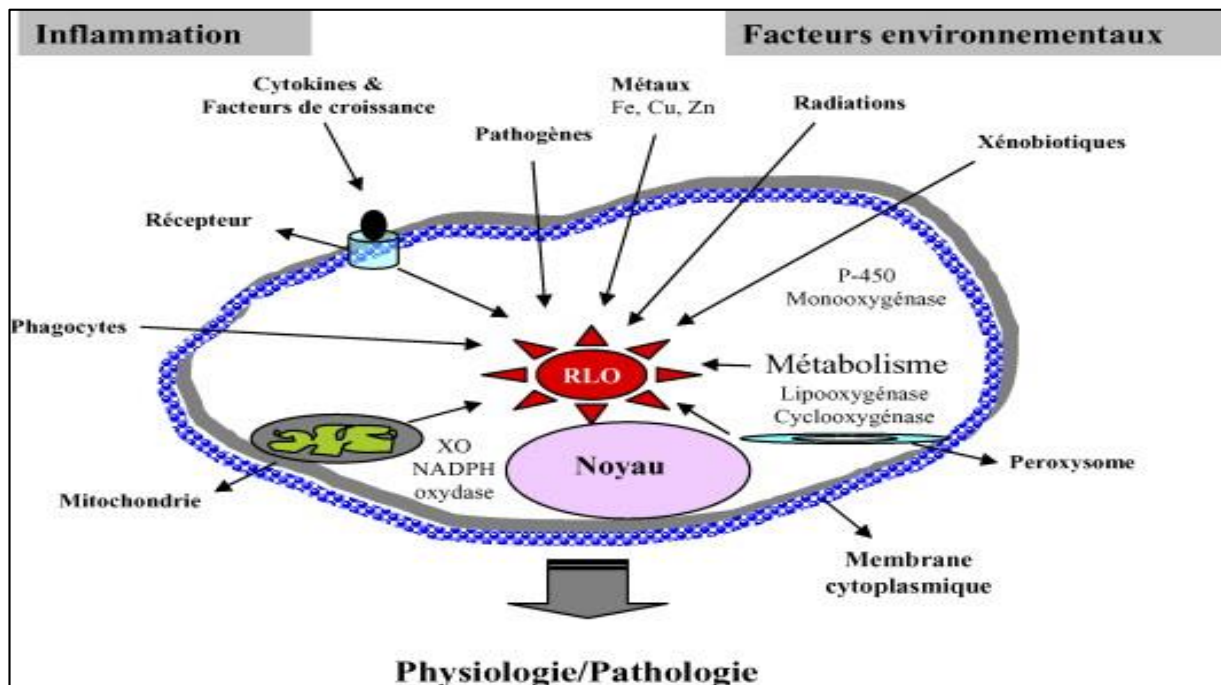 Inflammation
Facteurs environnementaux
Cytokines &
Facteurs de croissance
Pathogènes
Métaux
Fe, Cu, Zn
Radiations
Xénobiotiques
Récepteur
P-450
Monooxygénase
Phagocytes
RLO
Métabolisme
Lipooxygénase
Cyclooxygénase
XO
NADPH
oxydase
Noyau
Peroxysome
Mitochondrie
Membrane
cytoplasmique
Physiologie/Pathologie